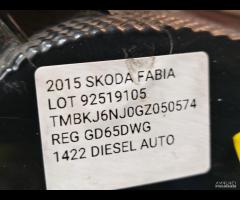 2015 SKODA FABIA
LOT 92519105
TMBKJ6NJ0GZ050574
REG GD65DWG
1422 DIESEL AUTO